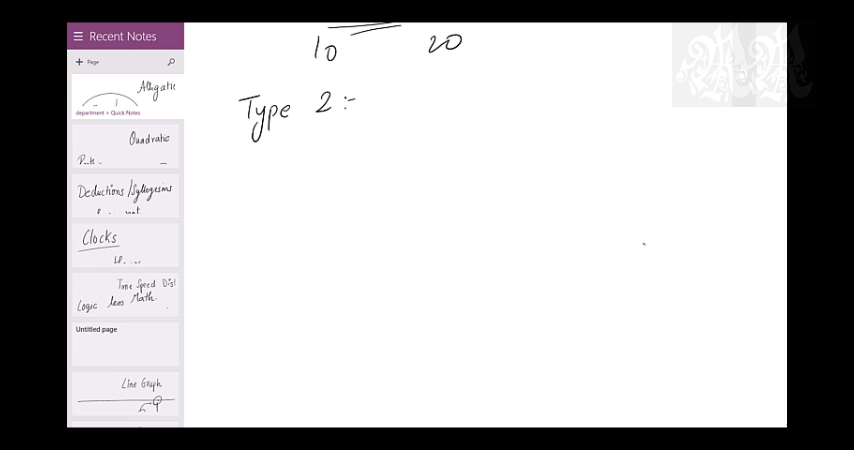 Recent Notes
+ Page
Alligatic
department > Quick Notes
Quadratic
Deductions /Syllogisms
Clocks
Time Speed Dist
Logic less Math.
Untitled page
Line Graph
10 20
Type 2 :-